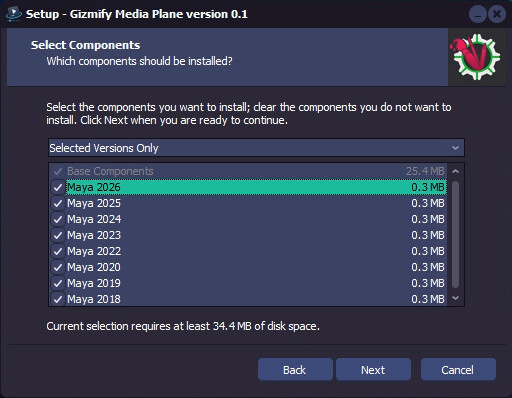 Setup - Gizmify Media Plane version 0.1
Select Components
Which components should be installed?
Select the components you want to install; clear the components you do not want to
install. Click Next when you are ready to continue.
Selected Versions Only
Base Components 25.4 MB
Maya 2026 0.3 MB
Maya 2025 0.3 MB
Maya 2024 0.3 MB
Maya 2023 0.3 MB
Maya 2022 0.3 MB
Maya 2020 0.3 MB
Maya 2019 0.3 MB
Maya 2018 0.3 MB
Current selection requires at least 34.4 MB of disk space.
Back Next Cancel